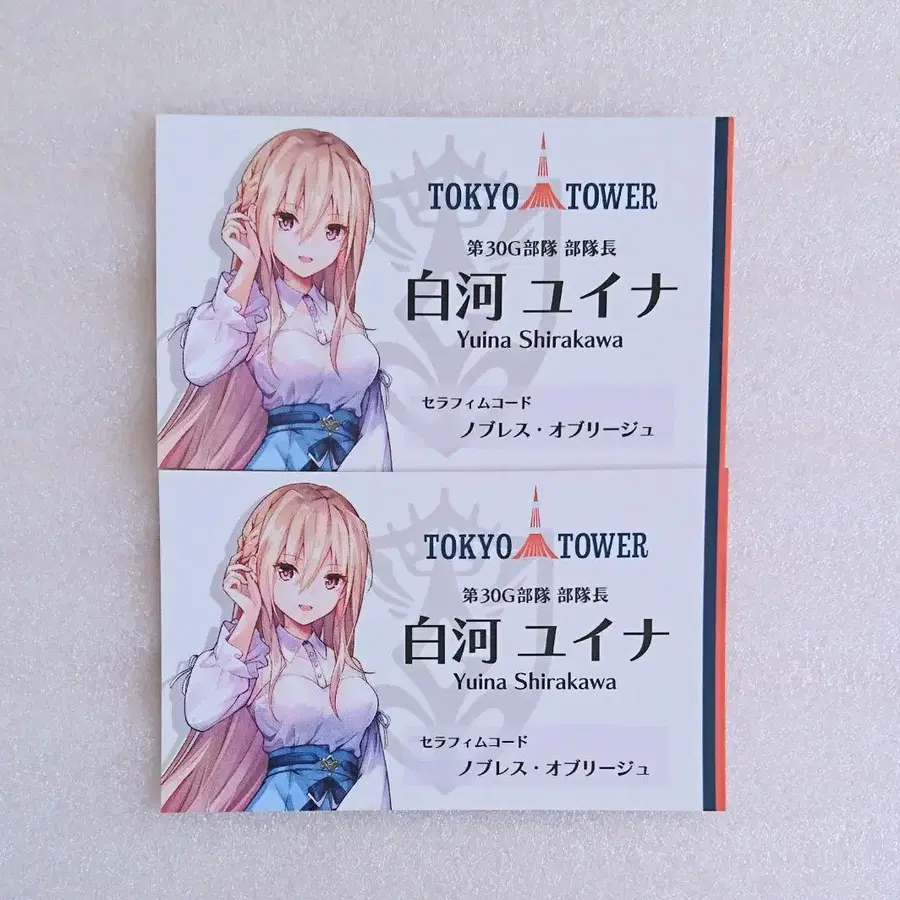 TOKYO TOWER
第30G部隊 部隊長
白河 ユイナ
Yuina Shirakawa
セラフィムコード
ノブレス・オブリージュ
TOKYO TOWER
第30G部隊 部隊長
白河 ユイナ
Yuina Shirakawa
セラフィムコード
ノブレス・オブリージュ